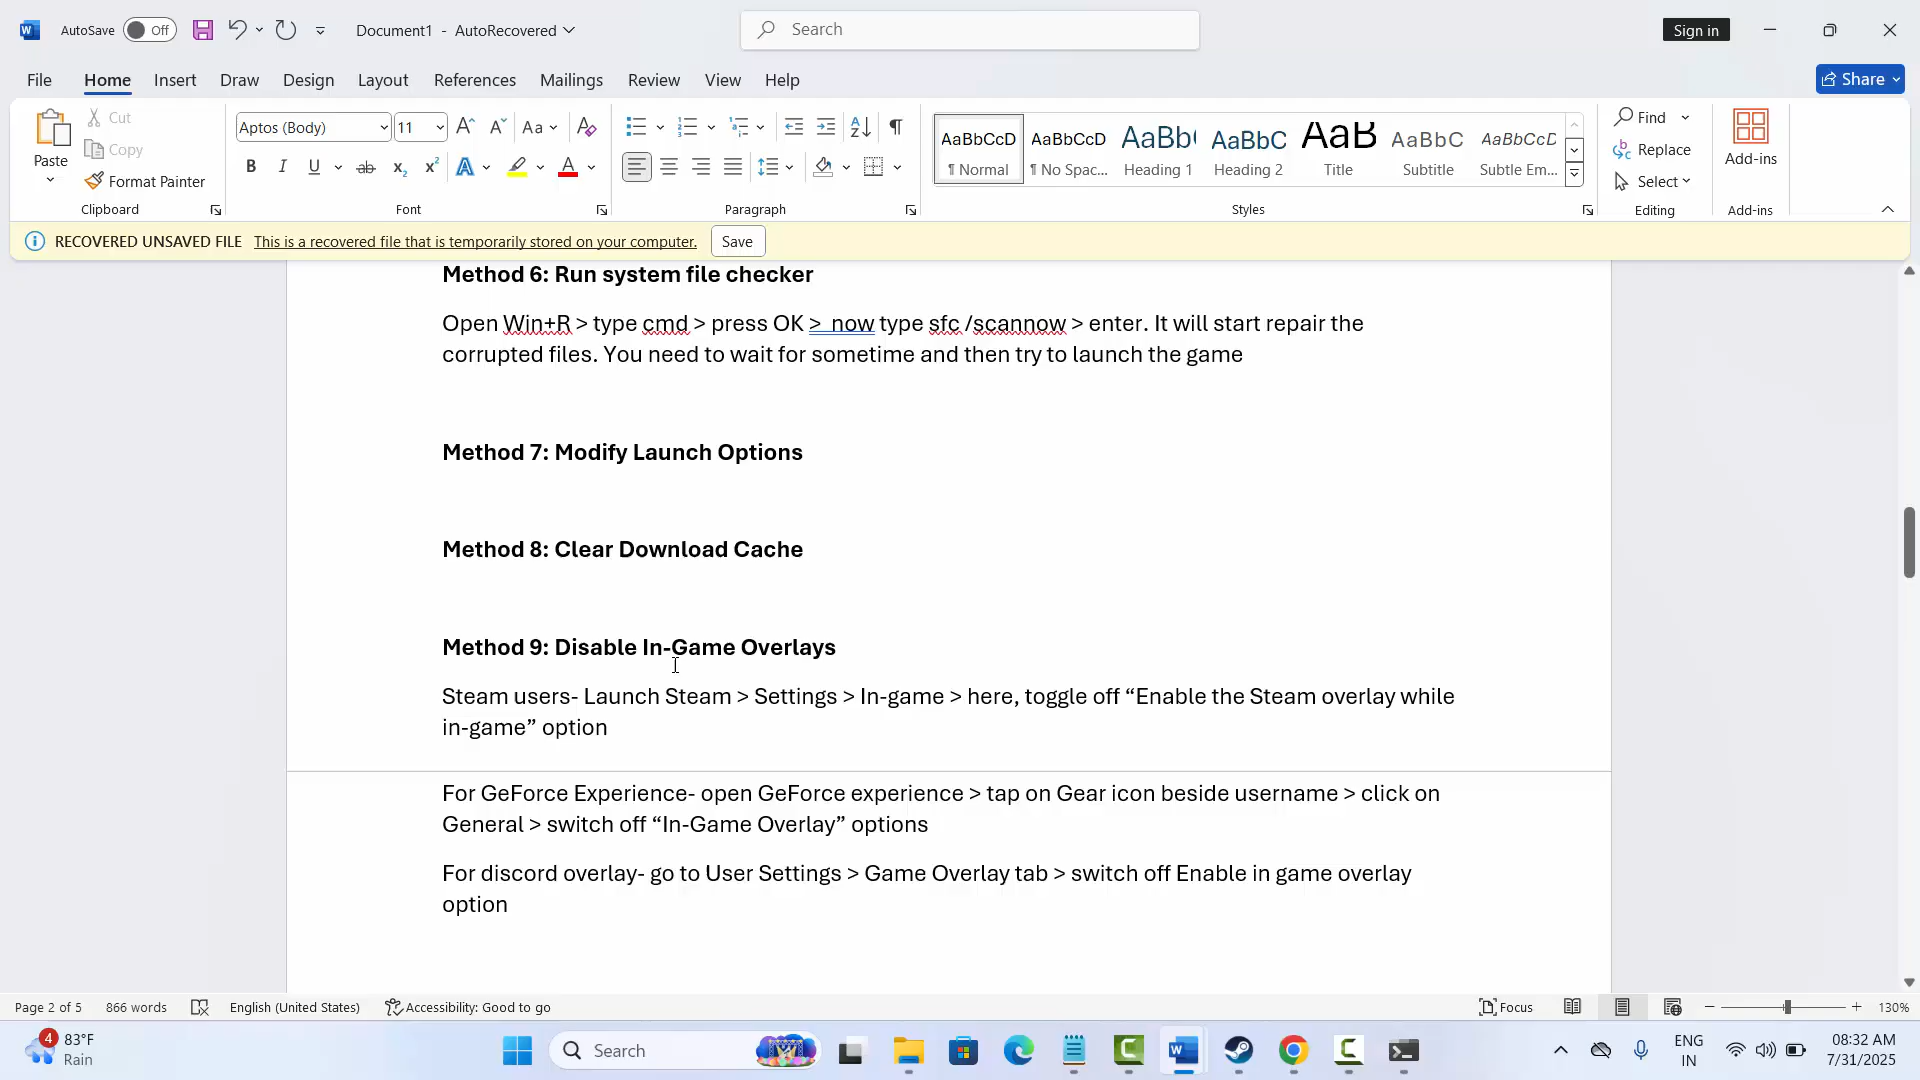 AutoSave Off Document1 - AutoRecovered Search Sign in
File Home Insert Draw Design Layout References Mailings Review View Help Share
Paste Cut Copy Format Painter
Clipboard
Aptos (Body) 11 Aa
B I U ab x₂ x² A A
Font
Paragraph
AaBbCcD AaBbCcD AaBb( AaBbCc AaB AaBbC AaBbCcD
¶ Normal ¶ No Spac... Heading 1 Heading 2 Title Subtitle Subtle Em...
Styles
Find
Replace
Select
Editing
Add-ins
Add-ins
RECOVERED UNSAVED FILE This is a recovered file that is temporarily stored on your computer. Save
Method 6: Run system file checker
Open Win+R > type cmd > press OK > now type sfc /scannow > enter. It will start repair the
corrupted files. You need to wait for sometime and then try to launch the game
Method 7: Modify Launch Options
Method 8: Clear Download Cache
Method 9: Disable In-Game Overlays
Steam users- Launch Steam > Settings > In-game > here, toggle off “Enable the Steam overlay while
in-game” option
For GeForce Experience- open GeForce experience > tap on Gear icon beside username > click on
General > switch off “In-Game Overlay” options
For discord overlay- go to User Settings > Game Overlay tab > switch off Enable in game overlay
option
Page 2 of 5 866 words English (United States) Accessibility: Good to go Focus 130%
4 83°F
Rain
Search
ENG
IN
08:32 AM
7/31/2025